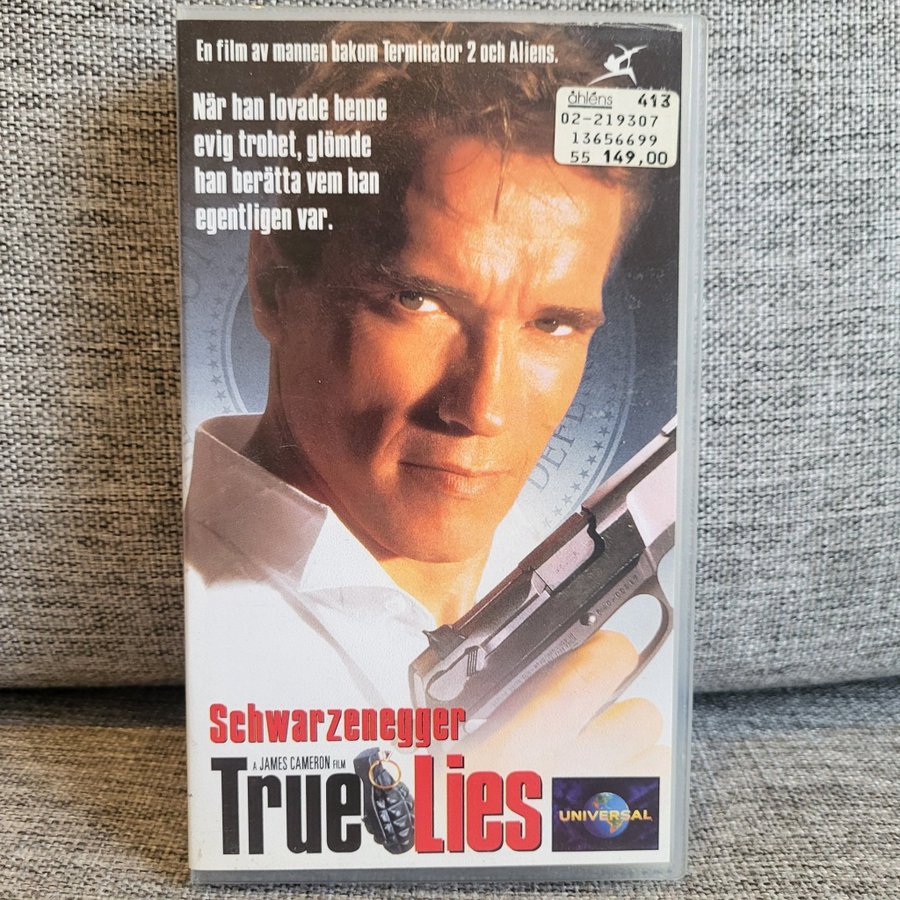 En film av mannen bakom Terminator 2 och Aliens.
När han lovade henne
evig trohet, glömde
han berätta vem han
egentligen var.
åhléns 413
02-219307
13656699
55 149,00
DEFEN
Schwarzenegger
A JAMES CAMERON FILM
True Lies
UNIVERSAL